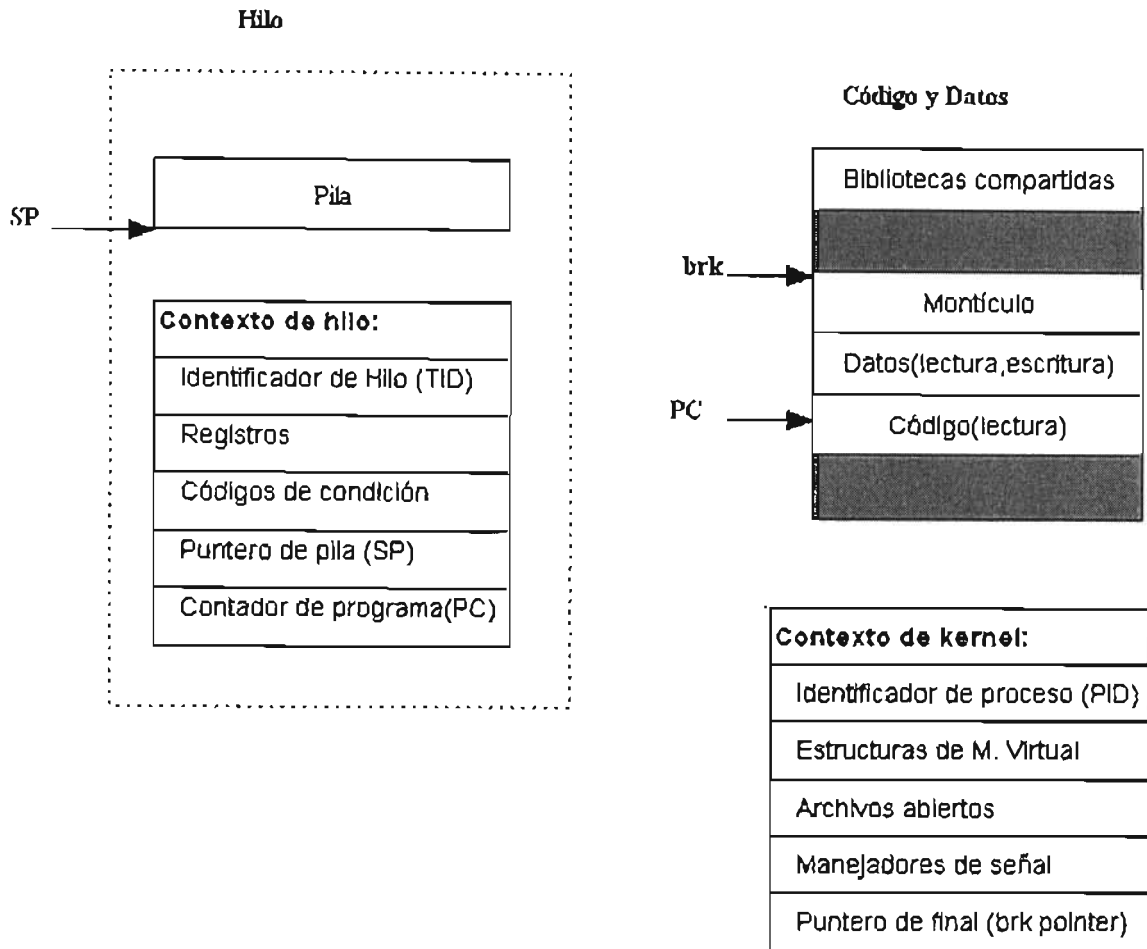 Hilo
Pila
SP
Contexto de hilo:
Identificador de Hilo (TID)
Registros
Códigos de condición
Puntero de pila (SP)
Contador de programa(PC)
Código y Datos
Bibliotecas compartidas
brk
Montículo
Datos(lectura,escritura)
PC
Código(lectura)
Contexto de kernel:
Identificador de proceso (PID)
Estructuras de M. Virtual
Archivos abiertos
Manejadores de señal
Puntero de final (brk pointer)